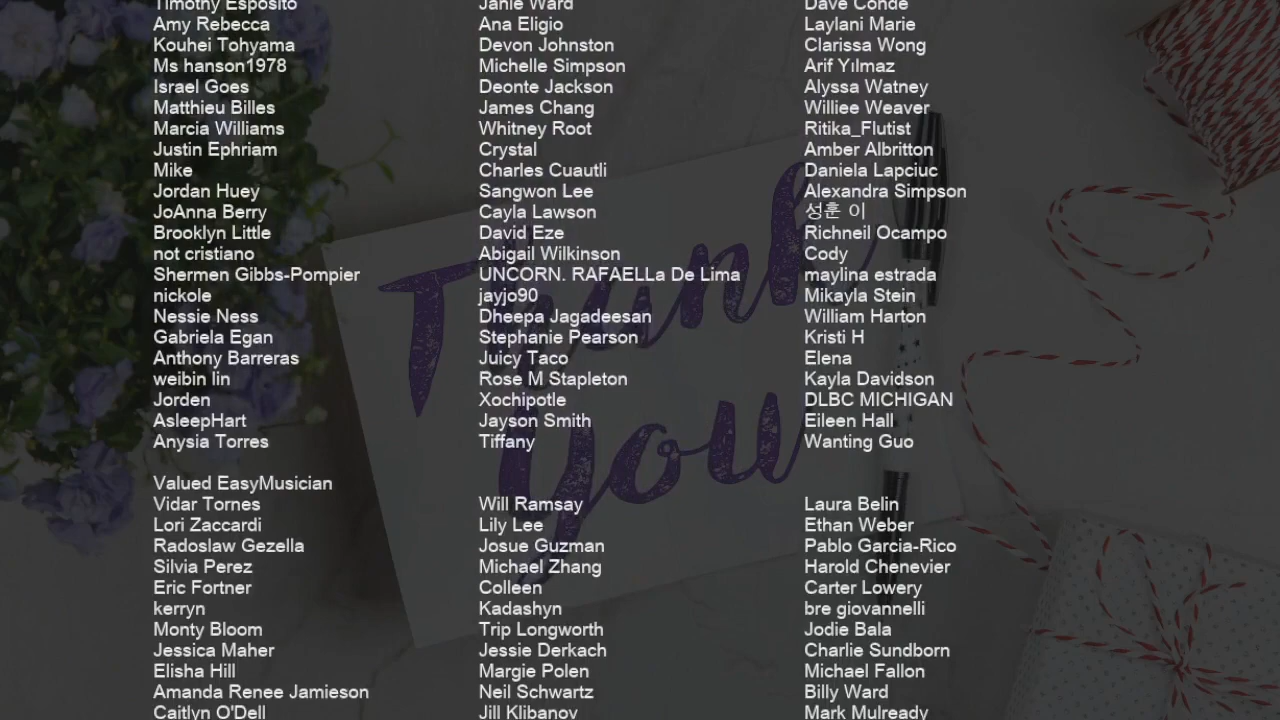 Timothy Esposito Janie Ward Dave Conde
Amy Rebecca Ana Eligio Laylani Marie
Kouhei Tohyama Devon Johnston Clarissa Wong
Ms hanson1978 Michelle Simpson Arif Yılmaz
Israel Goes Deonte Jackson Alyssa Watney
Matthieu Billes James Chang Williee Weaver
Marcia Williams Whitney Root Ritika_Flutist
Justin Ephriam Crystal Amber Albritton
Mike Charles Cuautli Daniela Lapciuc
Jordan Huey Sangwon Lee Alexandra Simpson
JoAnna Berry Cayla Lawson 성훈 이
Brooklyn Little David Eze Richneil Ocampo
not cristiano Abigail Wilkinson Cody
Shermen Gibbs-Pompier UNCORN. RAFAELLa De Lima maylina estrada
nickole jayjo90 Mikayla Stein
Nessie Ness Dheepa Jagadeesan William Harton
Gabriela Egan Stephanie Pearson Kristi H
Anthony Barreras Juicy Taco Elena
weibin lin Rose M Stapleton Kayla Davidson
Jorden Xochipotle DLBC MICHIGAN
AsleepHart Jayson Smith Eileen Hall
Anysia Torres Tiffany Wanting Guo
Valued EasyMusician
Vidar Tornes Will Ramsay Laura Belin
Lori Zaccardi Lily Lee Ethan Weber
Radoslaw Gezella Josue Guzman Pablo Garcia-Rico
Silvia Perez Michael Zhang Harold Chenevier
Eric Fortner Colleen Carter Lowery
kerryn Kadashyn bre giovannelli
Monty Bloom Trip Longworth Jodie Bala
Jessica Maher Jessie Derkach Charlie Sundborn
Elisha Hill Margie Polen Michael Fallon
Amanda Renee Jamieson Neil Schwartz Billy Ward
Caitlyn O'Dell Jill Klibanov Mark Mulready
Thank
you